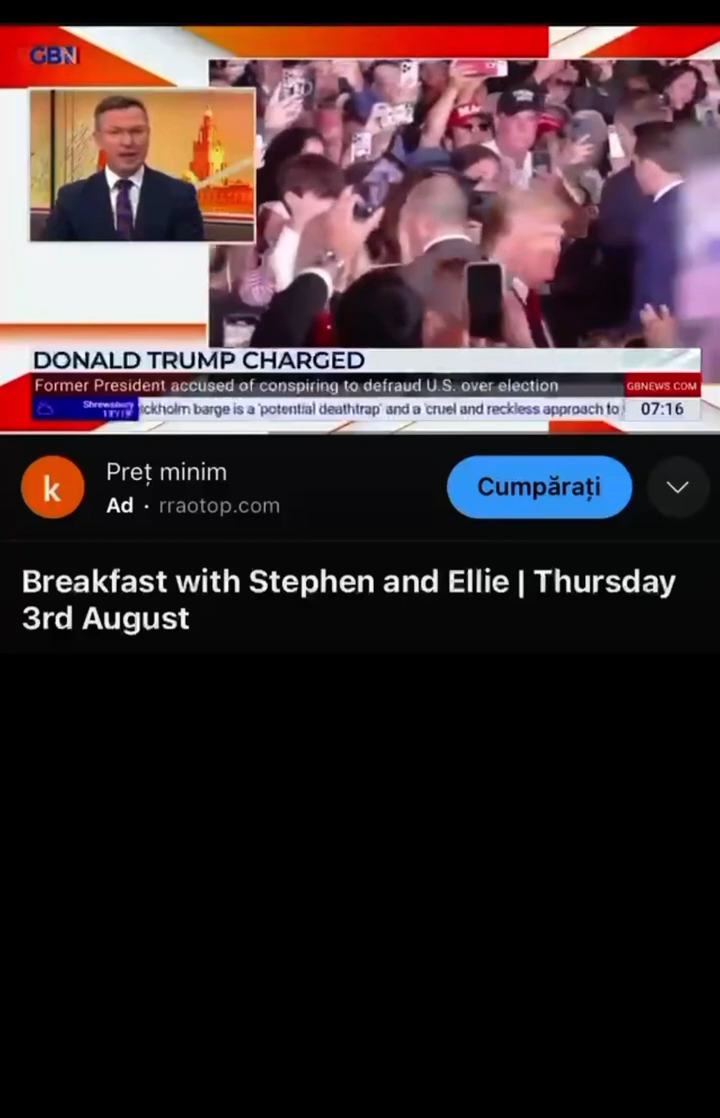 GBN
DONALD TRUMP CHARGED
Former President accused of conspiring to defraud U.S. over election
GBNEWS.COM
Shrewsbury
ickholm barge is a 'potential deathtrap' and a 'cruel and reckless approach to
07:16
k
Preț minim
Ad · rraotop.com
Cumpărați
Breakfast with Stephen and Ellie | Thursday
3rd August